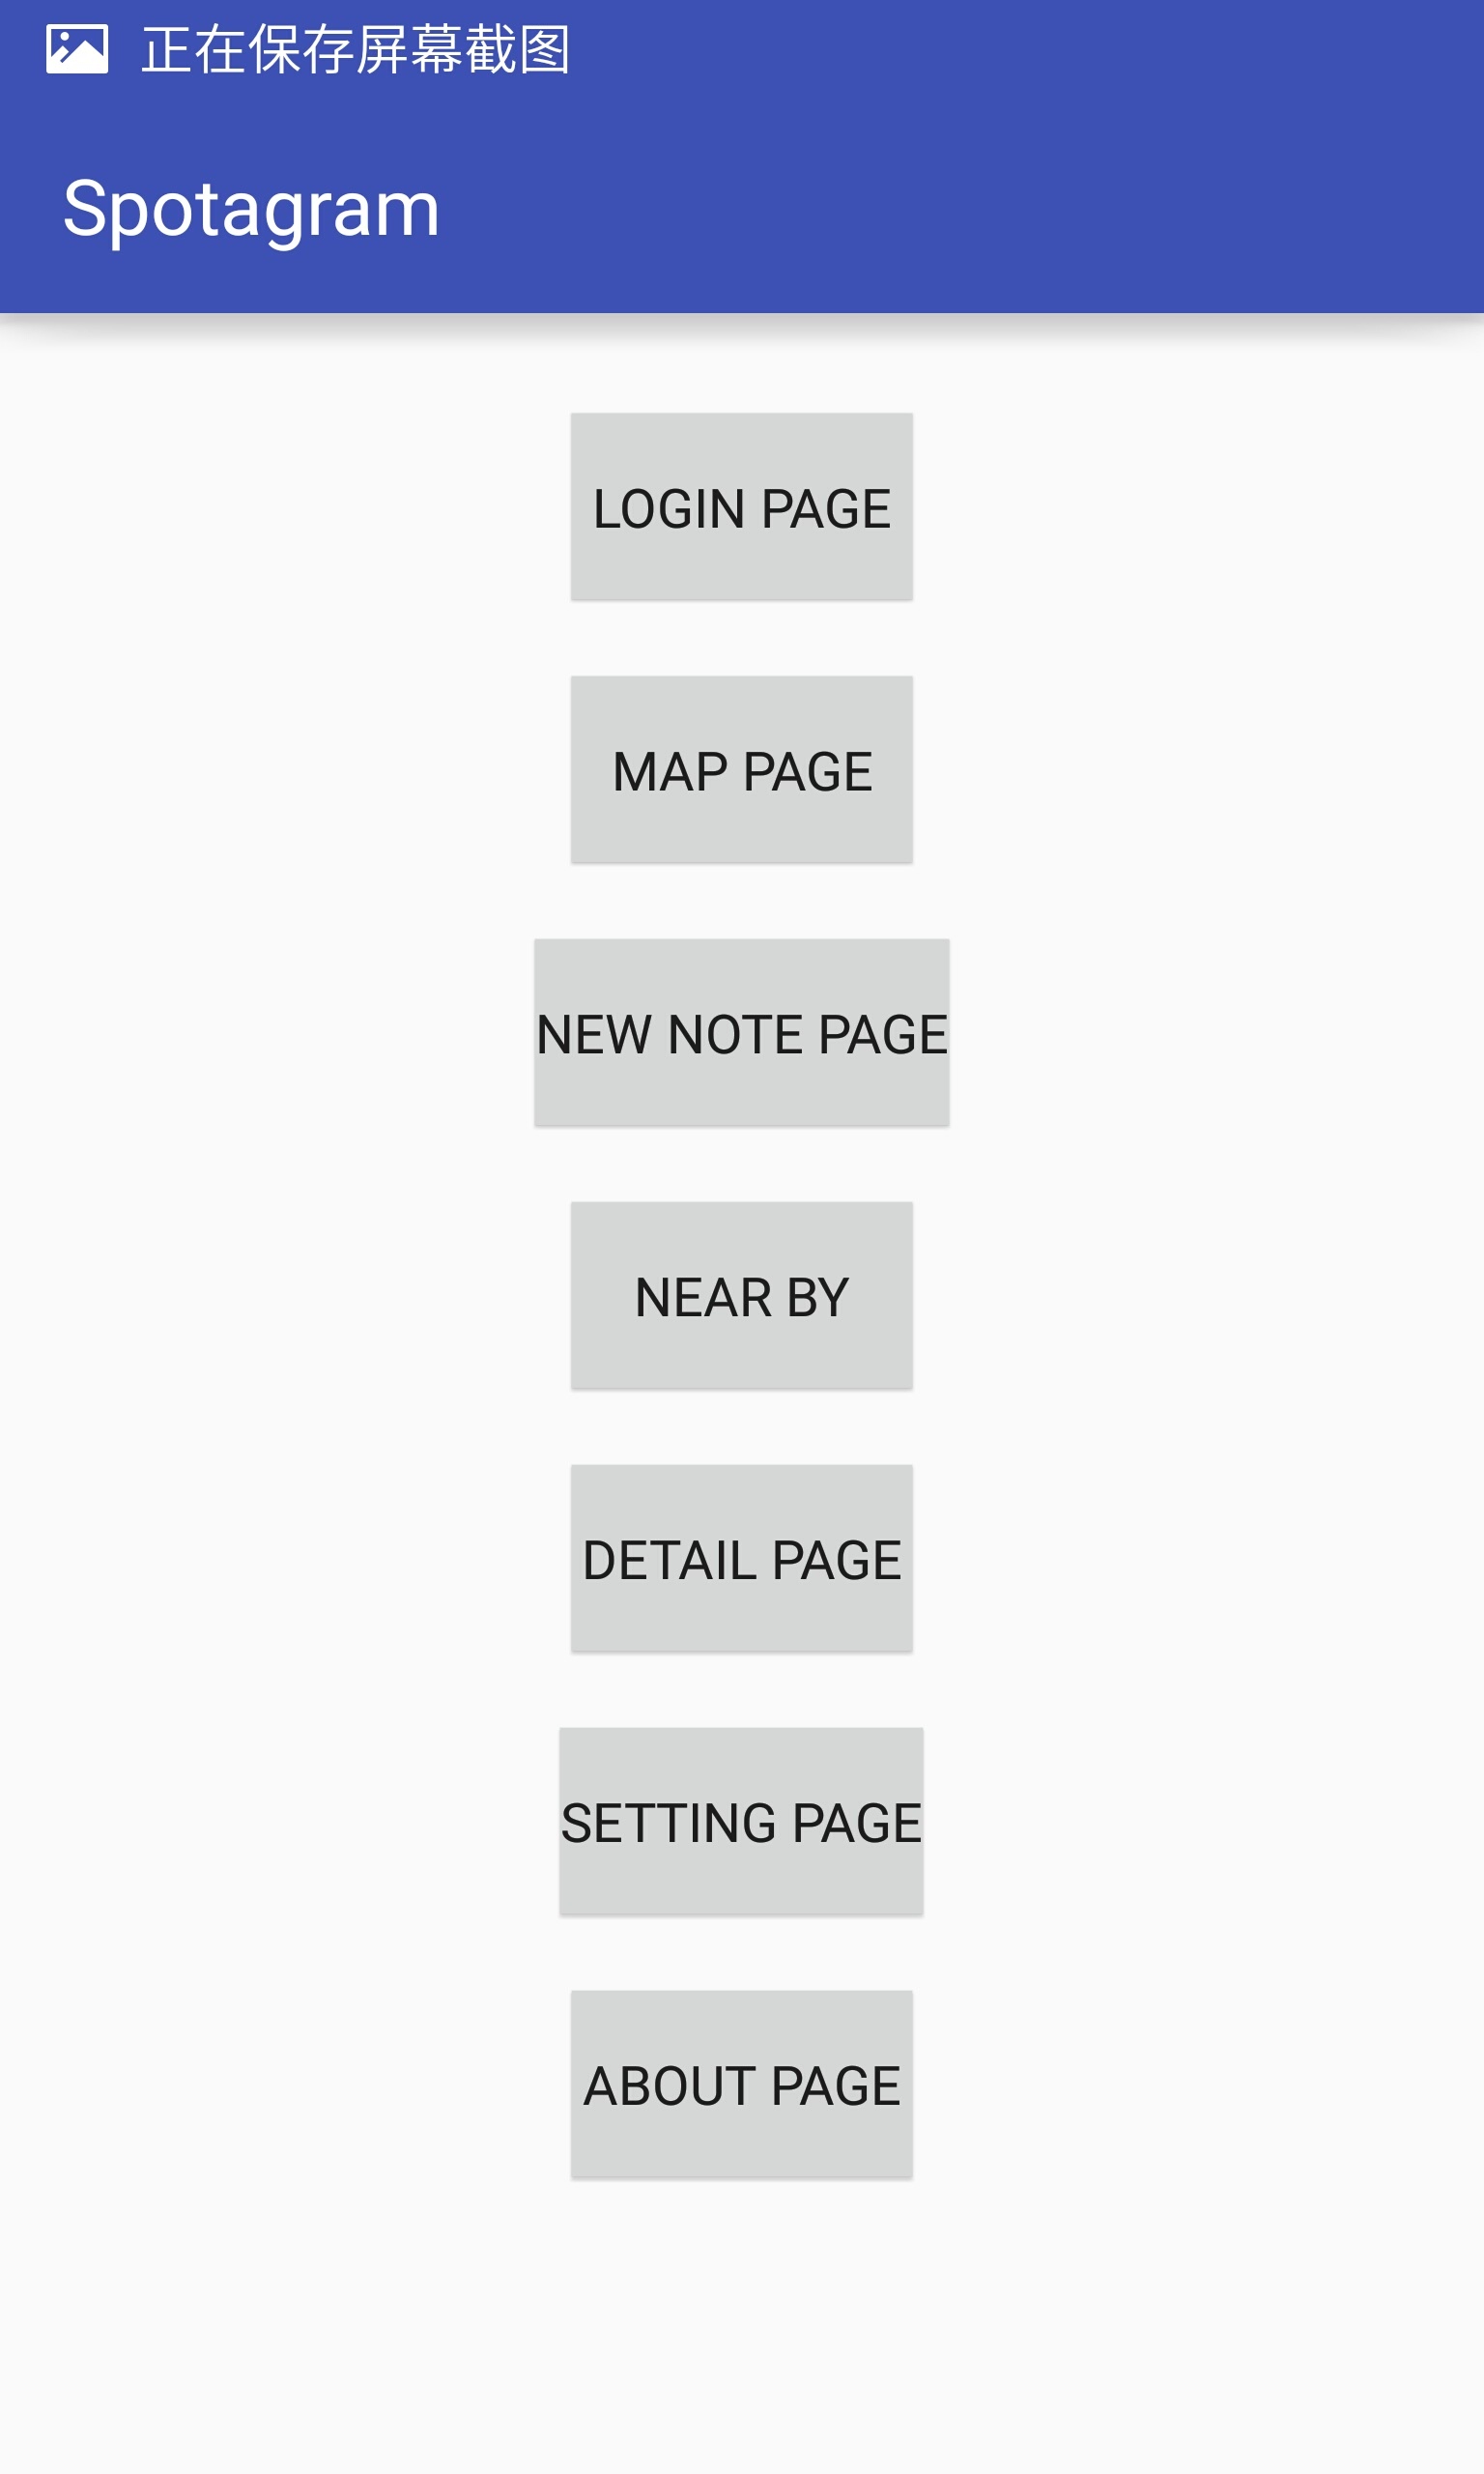 正在保存屏幕截图
Spotagram
LOGIN PAGE
MAP PAGE
NEW NOTE PAGE
NEAR BY
DETAIL PAGE
SETTING PAGE
ABOUT PAGE